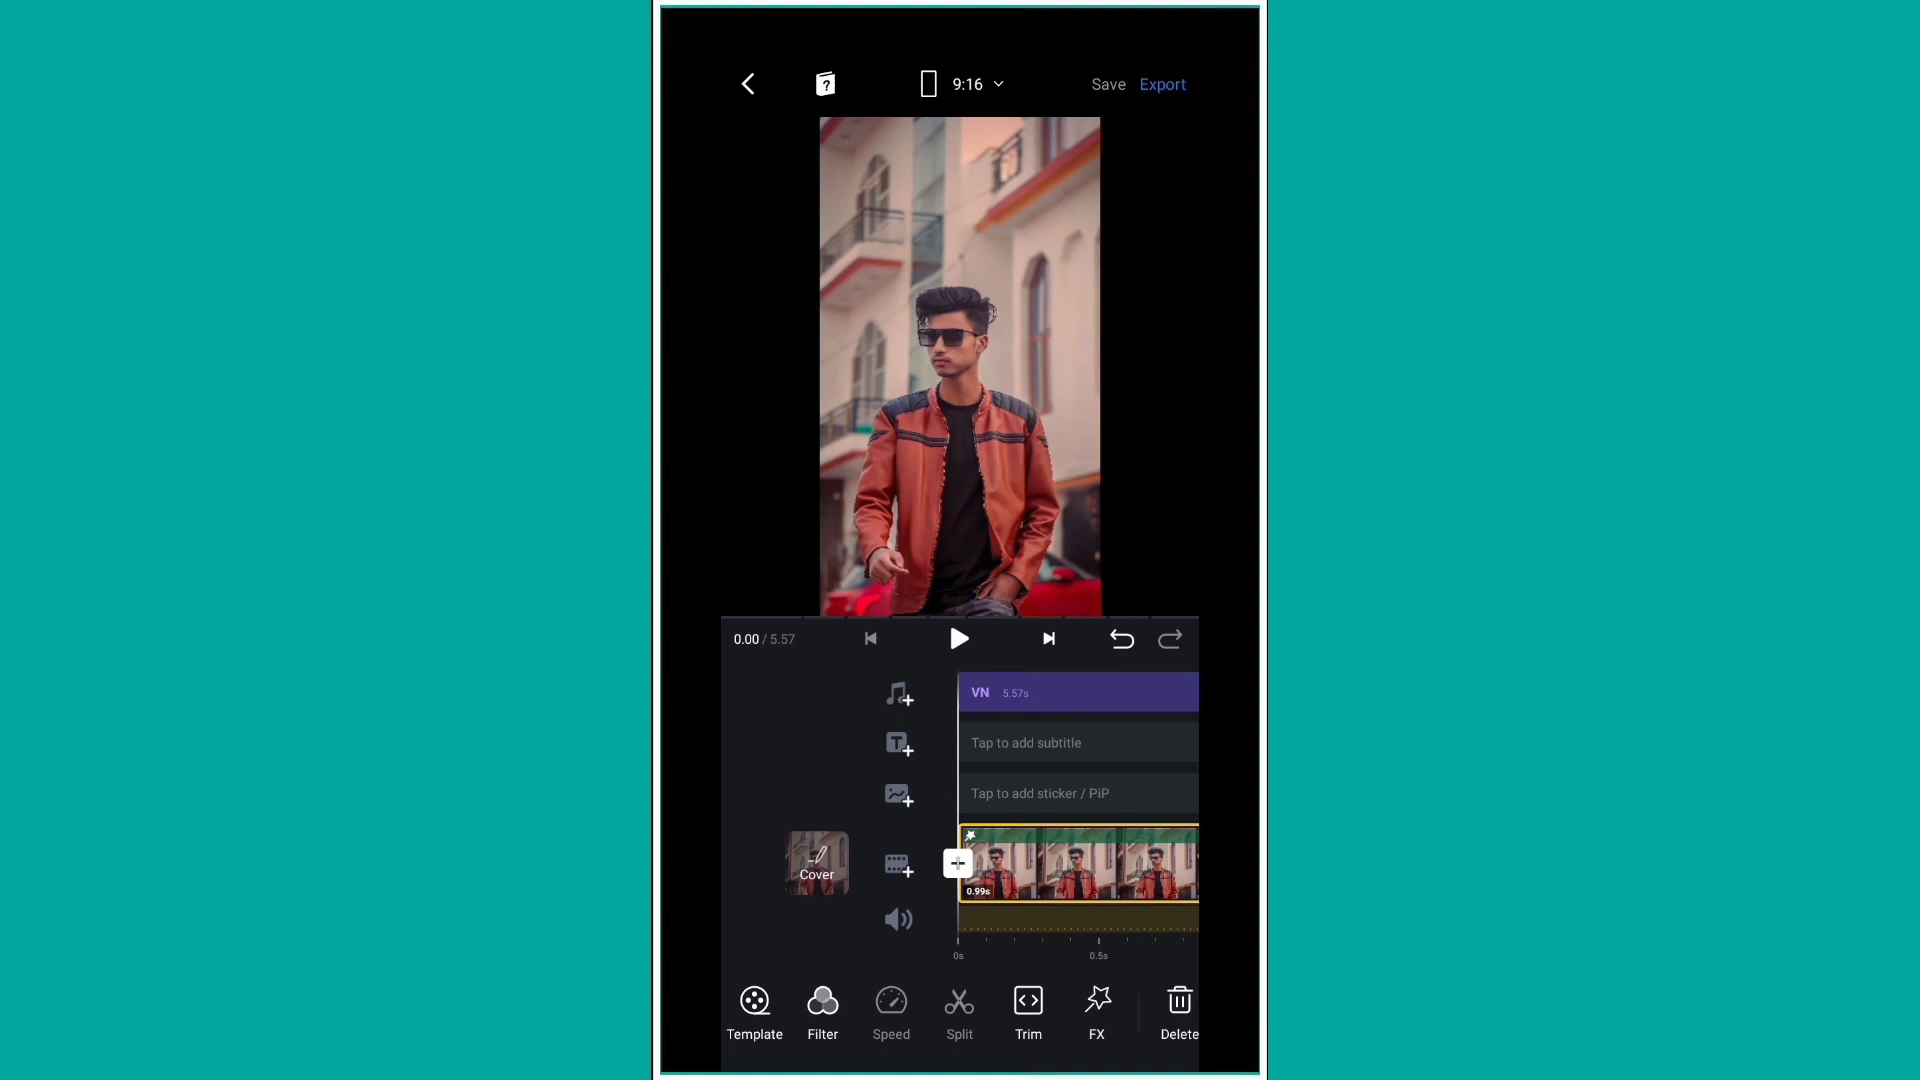 9:16
Save Export
0.00 / 5.57
VN 5.57s
Tap to add subtitle
Tap to add sticker / PiP
Cover
0.99s
0s 0.5s
Template Filter Speed Split Trim FX Delete